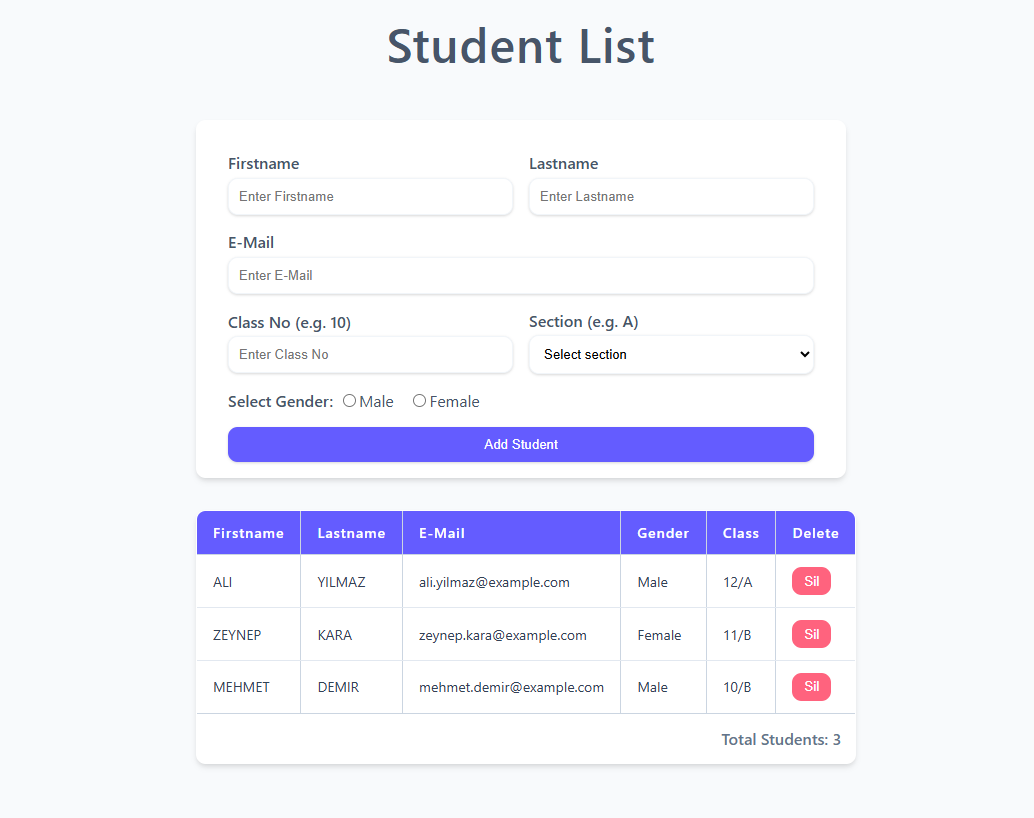 Student List
Firstname Lastname
Enter Firstname Enter Lastname
E-Mail
Enter E-Mail
Class No (e.g. 10) Section (e.g. A)
Enter Class No Select section
Select Gender: Male Female
Add Student
Firstname Lastname E-Mail Gender Class Delete
ALI YILMAZ ali.yilmaz@example.com Male 12/A Sil
ZEYNEP KARA zeynep.kara@example.com Female 11/B Sil
MEHMET DEMIR mehmet.demir@example.com Male 10/B Sil
Total Students: 3